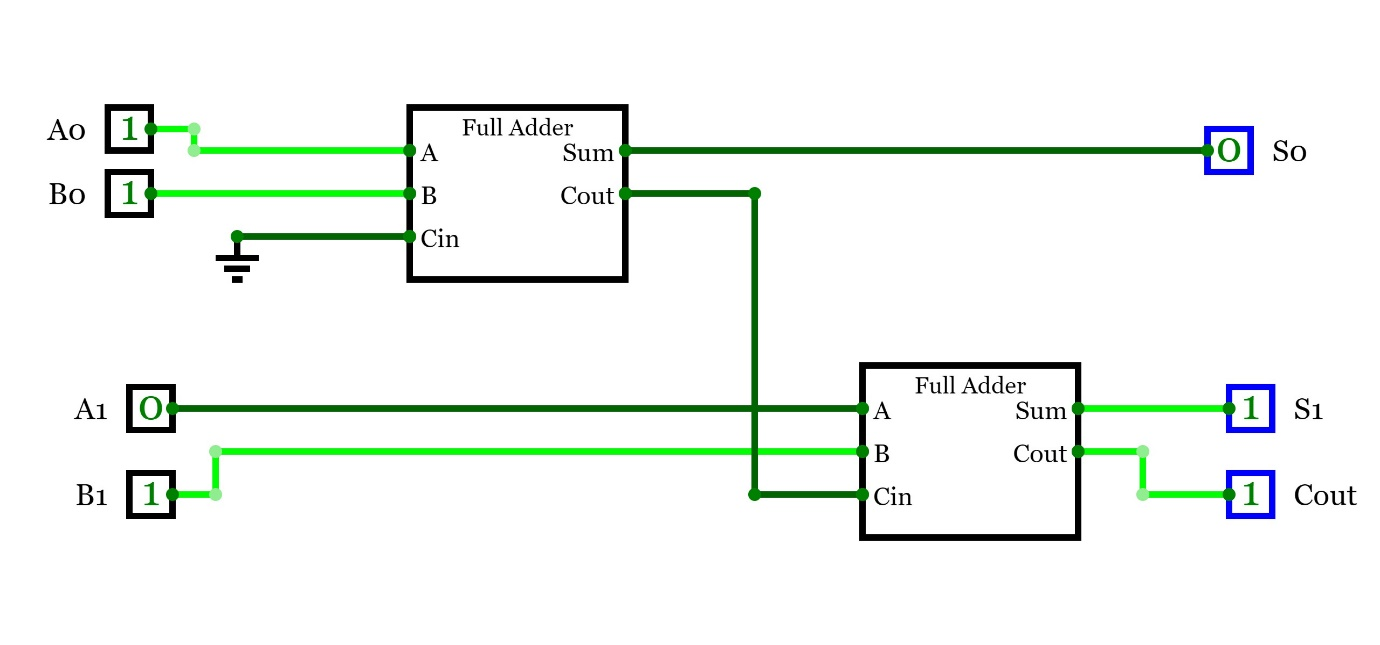 Full Adder
A0 1 A Sum 0 S0
B0 1 B Cout
Cin
Full Adder
A1 0 A Sum 1 S1
B Cout
B1 1 Cin 1 Cout